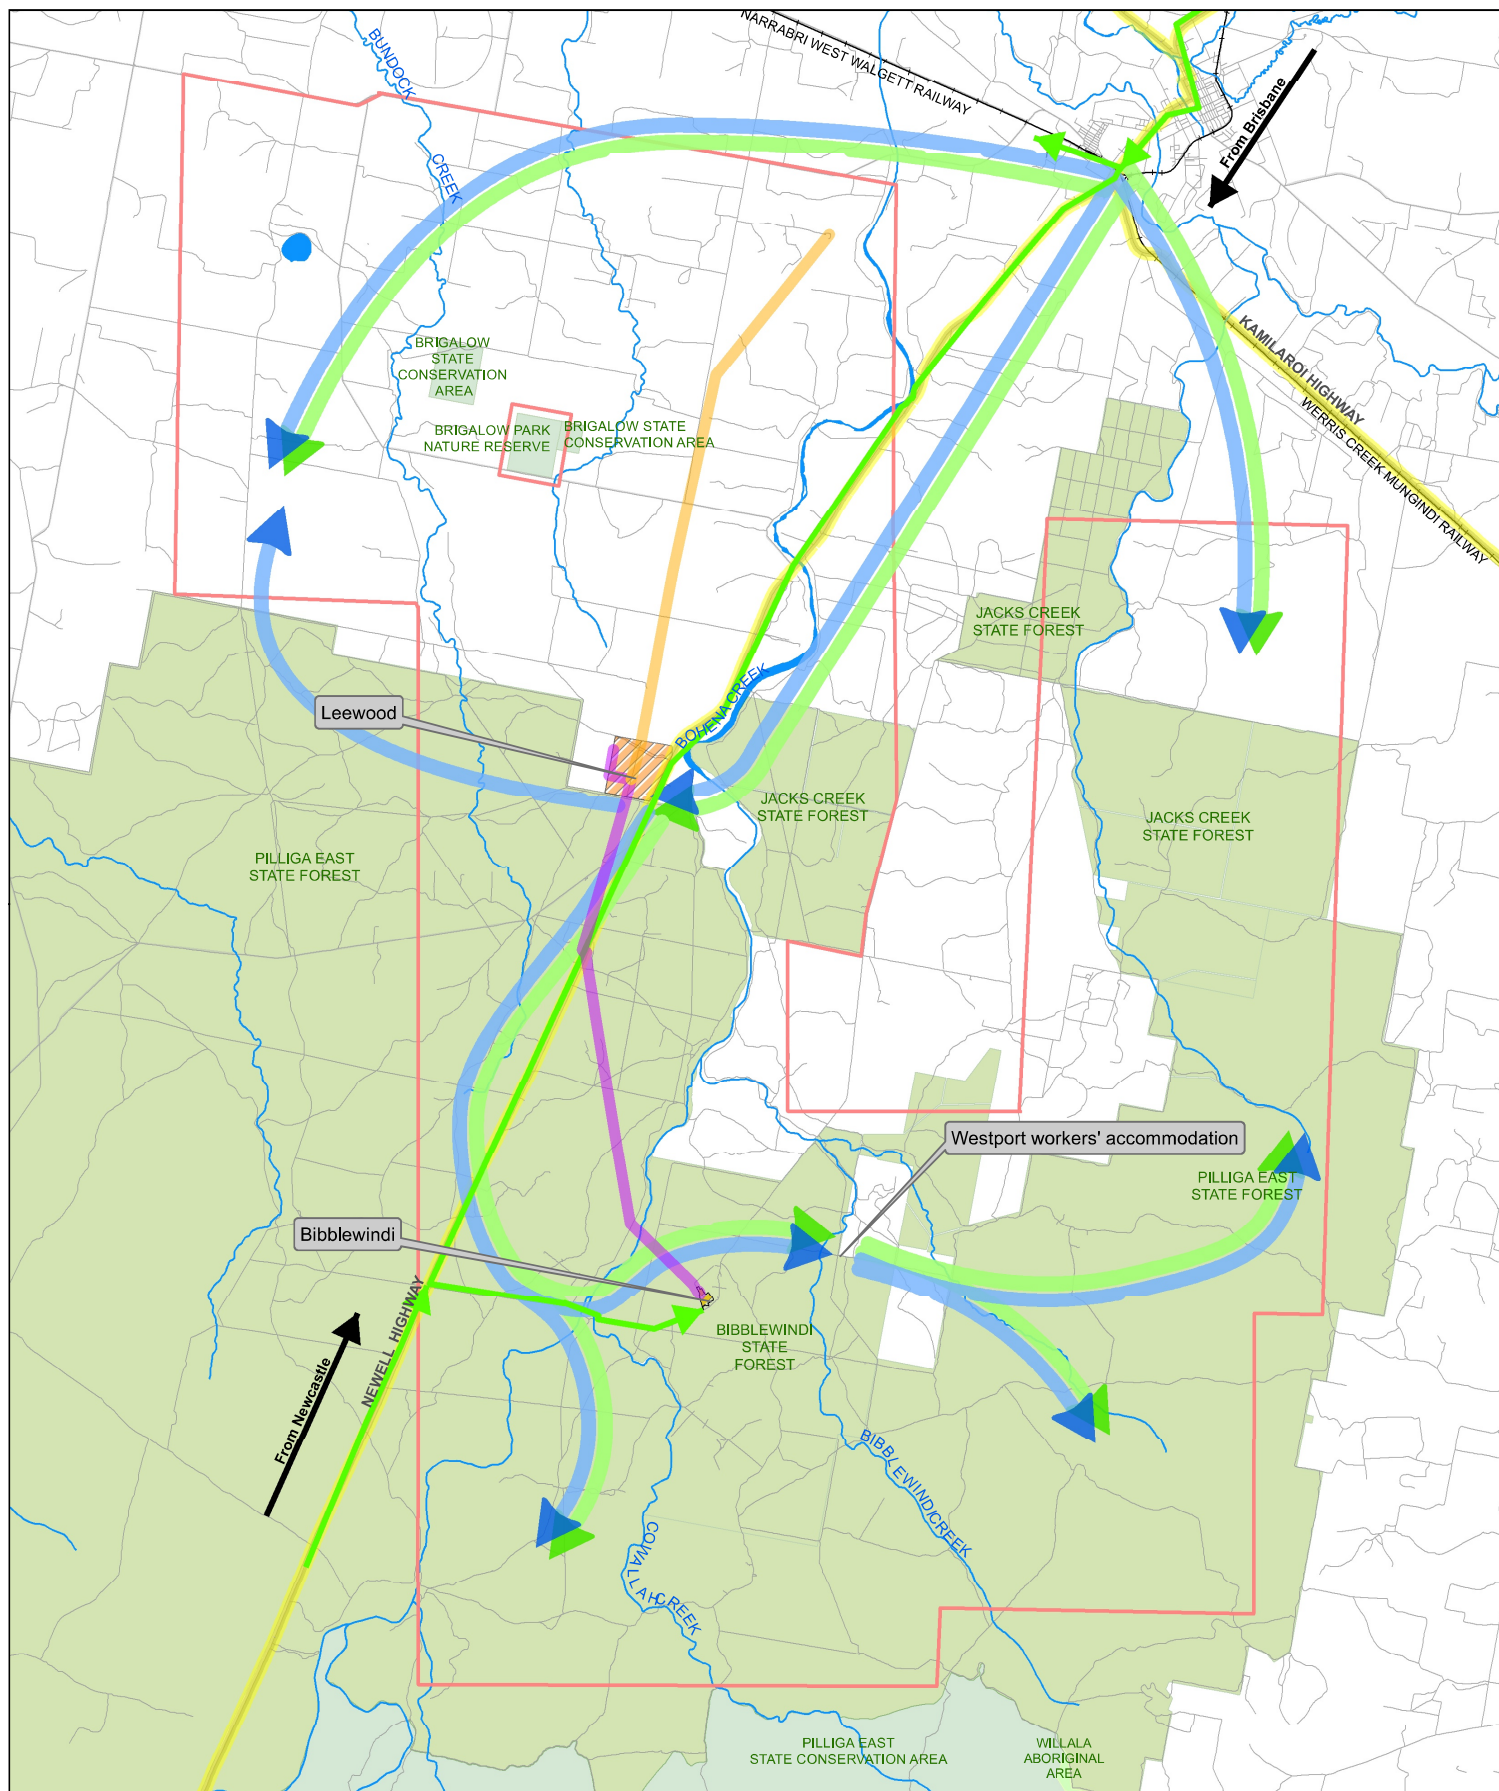 NARRABRI WEST WALGETT RAILWAY
BUNDOCK
CREEK
From Brisbane
KAMILAROI HIGHWAY
WERRIS CREEK MUNGINDI RAILWAY
BRIGALOW
STATE
CONSERVATION
AREA
BRIGALOW PARK
NATURE RESERVE
BRIGALOW STATE
CONSERVATION AREA
JACKS CREEK
STATE FOREST
Leewood
BOHENA CREEK
JACKS CREEK
STATE FOREST
JACKS CREEK
STATE FOREST
PILLIGA EAST
STATE FOREST
Westport workers' accommodation
PILLIGA EAST
STATE FOREST
Bibblewindi
NEWELL HIGHWAY
From Newcastle
BIBBLEWINDI
STATE
FOREST
BIBBLEWINDI CREEK
COWALLAH
CREEK
PILLIGA EAST
STATE CONSERVATION AREA
WILLALA
ABORIGINAL
AREA